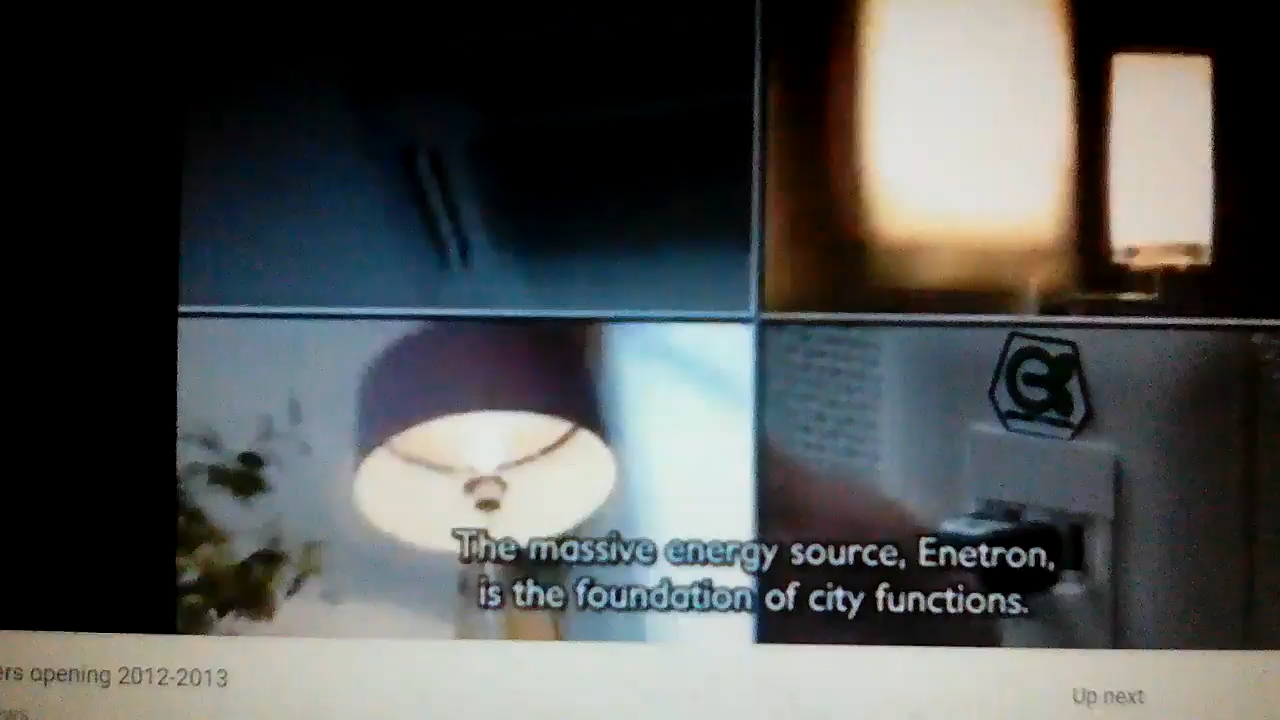 The massive energy source, Enetron,
is the foundation of city functions.
ers opening 2012-2013
Up next